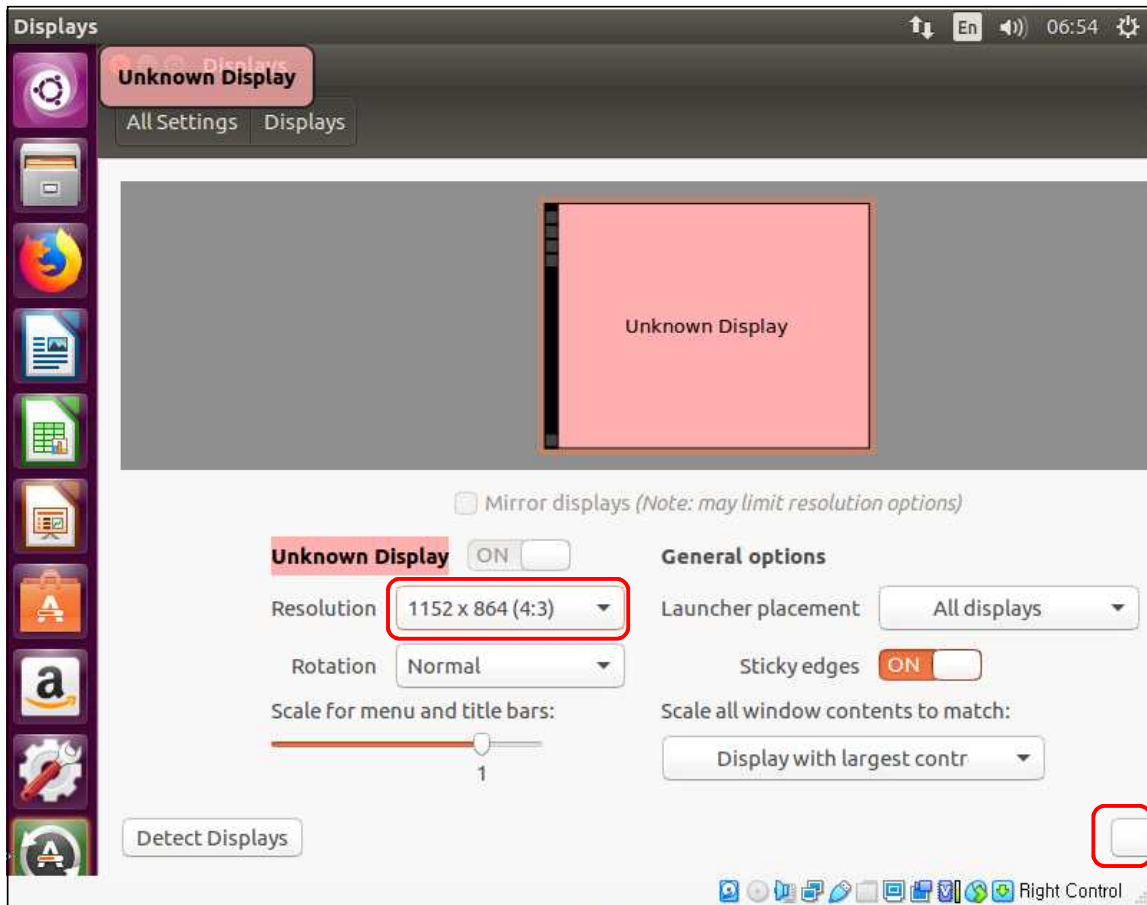 Displays En 06:54
Displays
Unknown Display
All Settings Displays
Unknown Display
Mirror displays (Note: may limit resolution options)
Unknown Display ON General options
Resolution 1152 x 864 (4:3) Launcher placement All displays
Rotation Normal Sticky edges ON
Scale for menu and title bars: Scale all window contents to match:
Display with largest contr
1
Detect Displays
Right Control